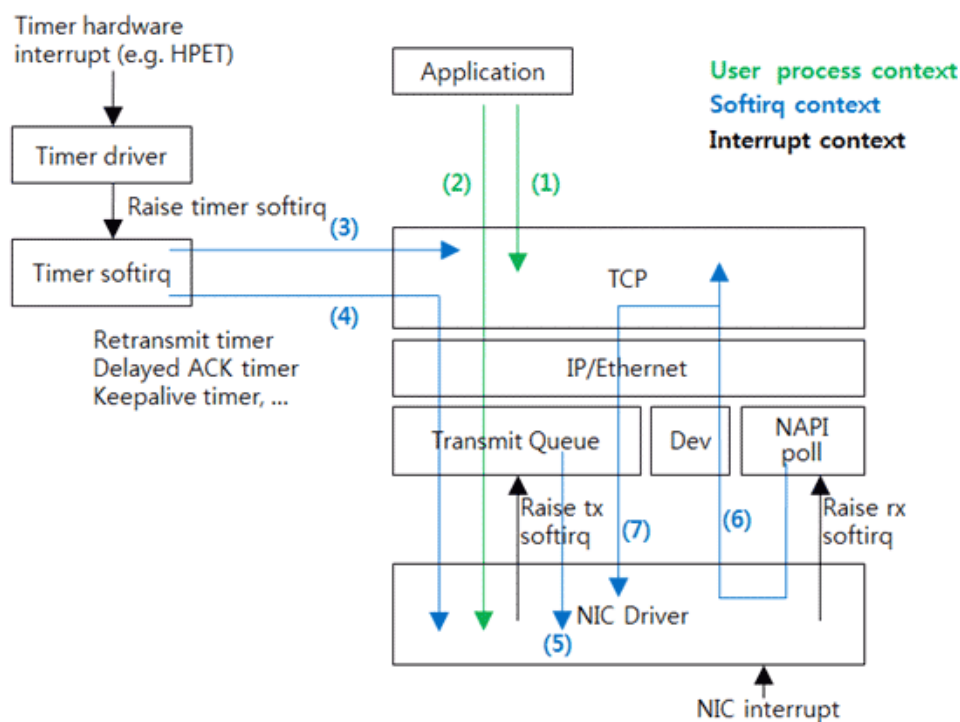 Timer hardware
interrupt (e.g. HPET)
Application
User process context
Softirq context
Interrupt context
Timer driver
(2)
(1)
Raise timer softirq
(3)
Timer softirq
TCP
(4)
Retransmit timer
Delayed ACK timer
Keepalive timer, ...
IP/Ethernet
Transmit Queue
Dev
NAPI
poll
Raise tx
softirq
(7)
(6)
Raise rx
softirq
NIC Driver
(5)
NIC interrupt